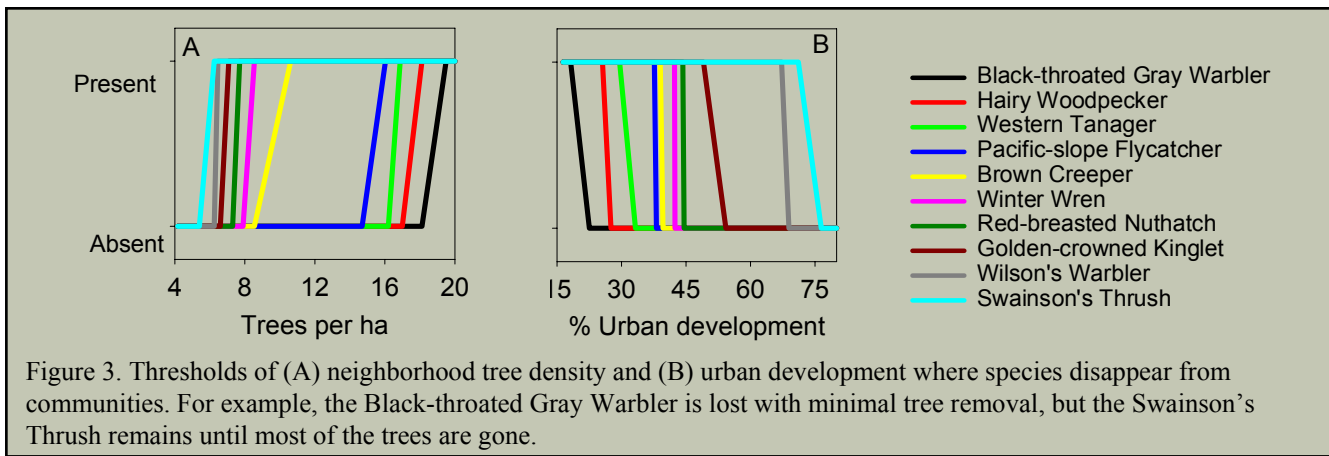 A
B
Present
Absent
4 8 12 16 20
Trees per ha
15 30 45 60 75
% Urban development
Black-throated Gray Warbler
Hairy Woodpecker
Western Tanager
Pacific-slope Flycatcher
Brown Creeper
Winter Wren
Red-breasted Nuthatch
Golden-crowned Kinglet
Wilson's Warbler
Swainson's Thrush
Figure 3. Thresholds of (A) neighborhood tree density and (B) urban development where species disappear from
communities. For example, the Black-throated Gray Warbler is lost with minimal tree removal, but the Swainson’s
Thrush remains until most of the trees are gone.